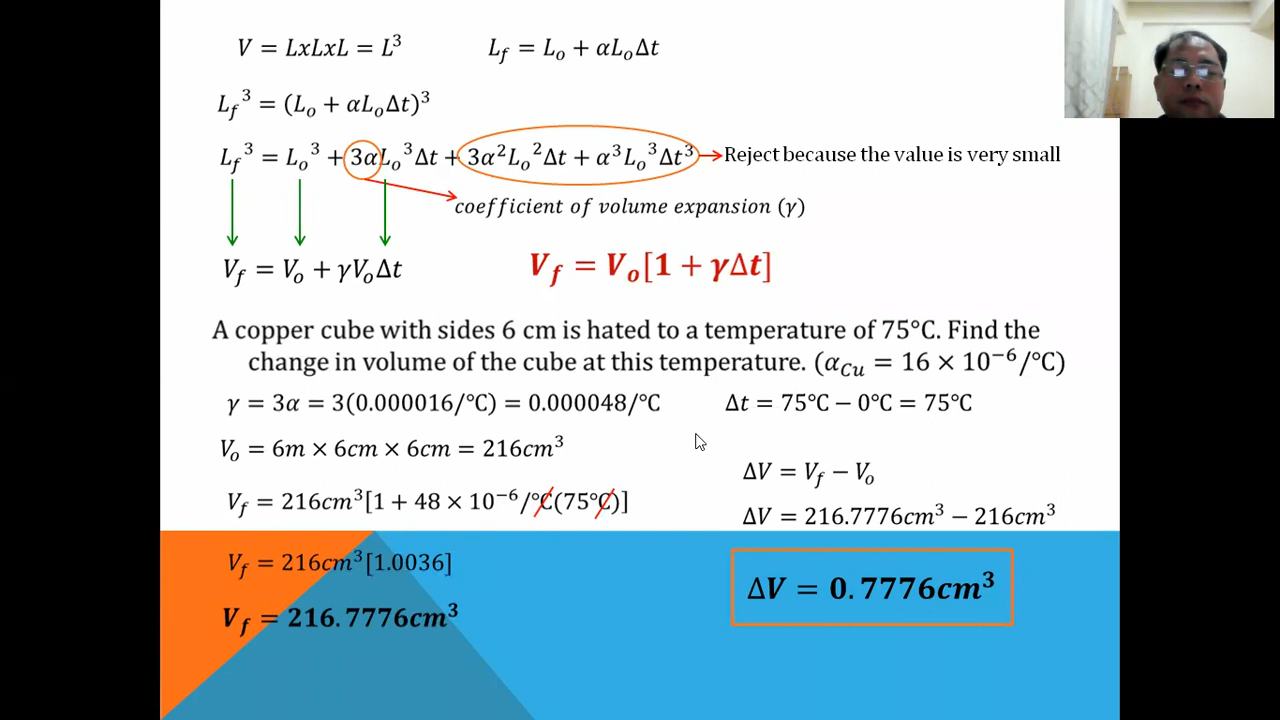 V = LxLxL = L³
L_f = L_o + αL_oΔt
L_f³ = (L_o + αL_oΔt)³
L_f³ = L_o³ + 3αL_o³Δt + 3α²L_o²Δt + α³L_o³Δt³ Reject because the value is very small
coefficient of volume expansion (γ)
V_f = V_o + γV_oΔt
V_f = V_o[1 + γΔt]
A copper cube with sides 6 cm is hated to a temperature of 75°C. Find the
change in volume of the cube at this temperature. (α_Cu = 16 × 10⁻⁶/°C)
γ = 3α = 3(0.000016/°C) = 0.000048/°C
Δt = 75°C − 0°C = 75°C
V_o = 6m × 6cm × 6cm = 216cm³
ΔV = V_f − V_o
V_f = 216cm³[1 + 48 × 10⁻⁶/°C(75°C)]
ΔV = 216.7776cm³ − 216cm³
V_f = 216cm³[1.0036]
ΔV = 0.7776cm³
V_f = 216.7776cm³